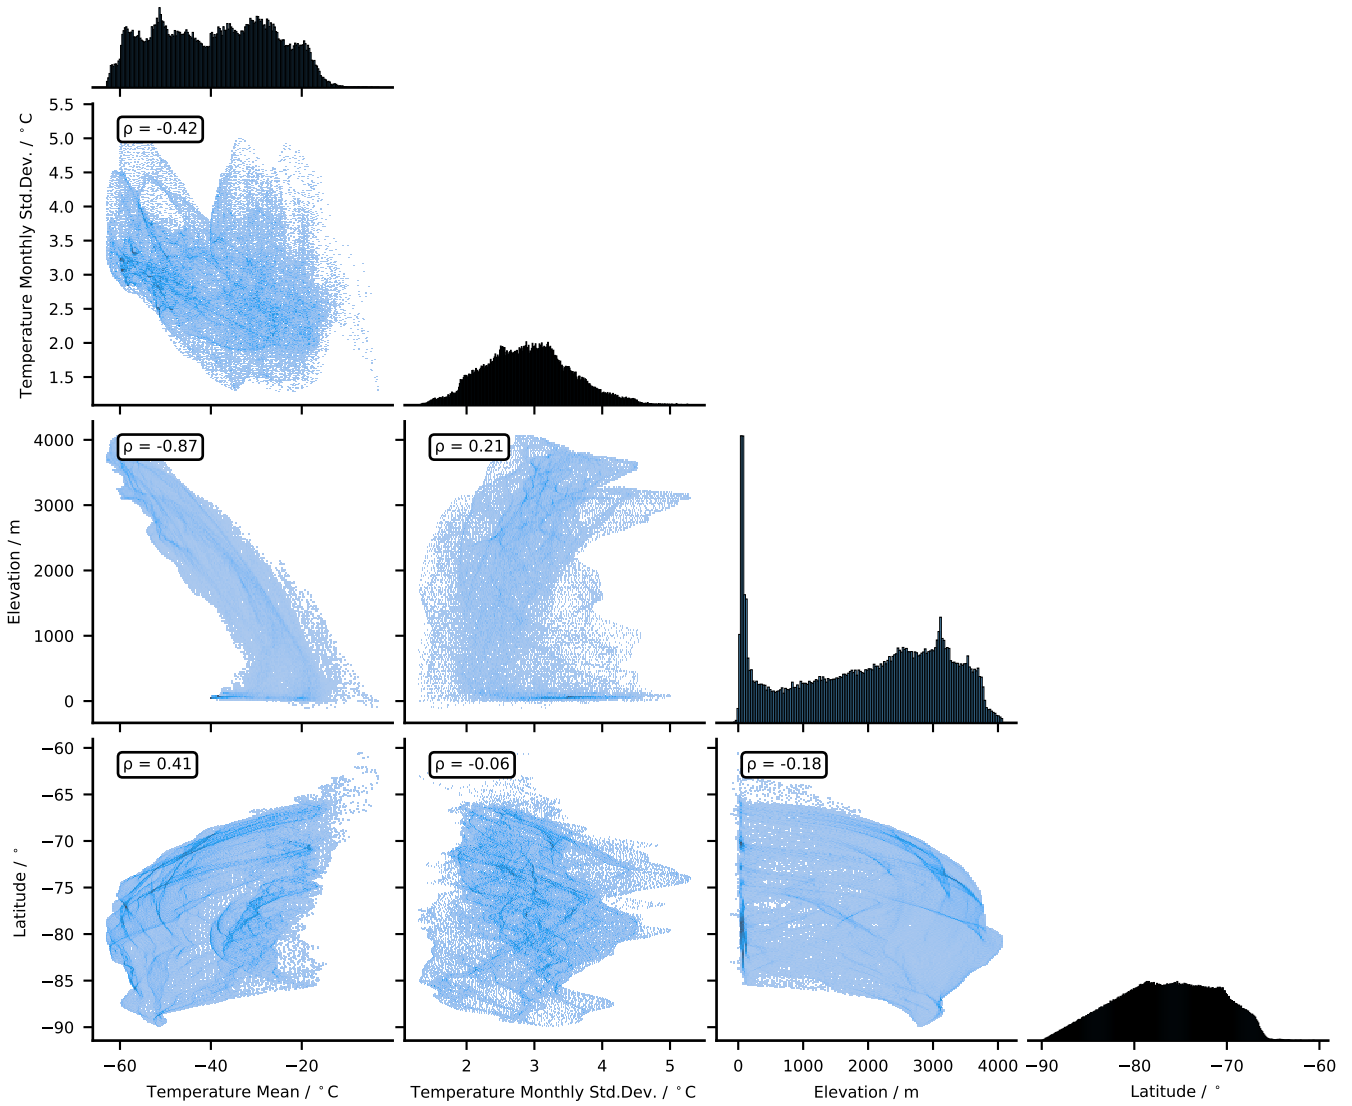 5.5
5.0
4.5
4.0
3.5
3.0
2.5
2.0
1.5
Temperature Monthly Std.Dev. / °C
ρ = -0.42
4000
3000
2000
1000
0
Elevation / m
ρ = -0.87
ρ = 0.21
−60
−65
−70
−75
−80
−85
−90
Latitude / °
ρ = 0.41
ρ = -0.06
ρ = -0.18
−60 −40 −20
2 3 4 5
0 1000 2000 3000 4000
−90 −80 −70 −60
Temperature Mean / °C
Temperature Monthly Std.Dev. / °C
Elevation / m
Latitude / °